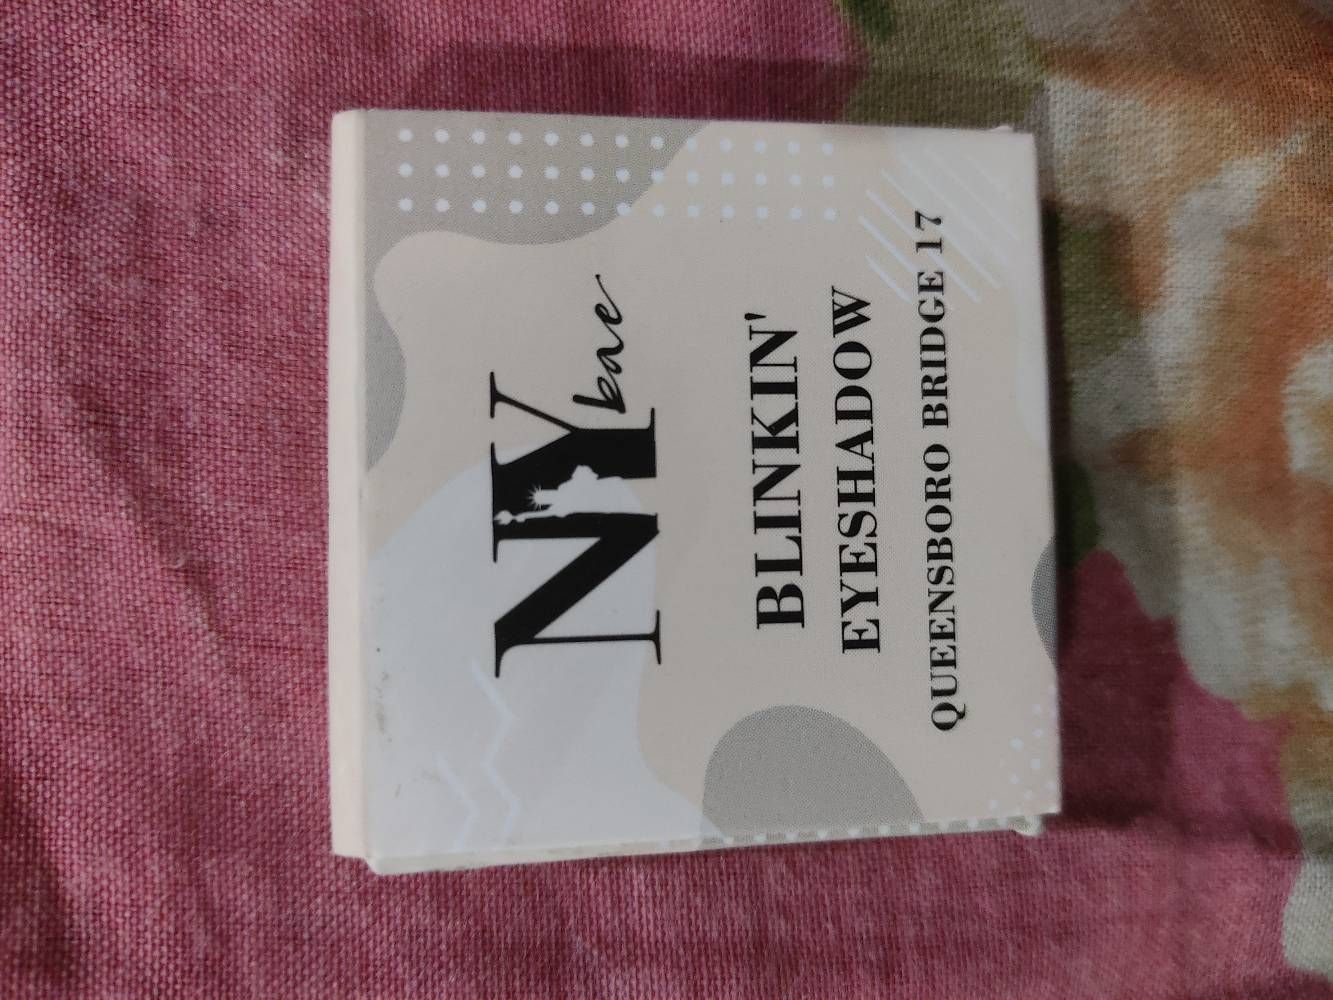 NY bae
BLINKIN'
EYESHADOW
QUEENSBORO BRIDGE 17